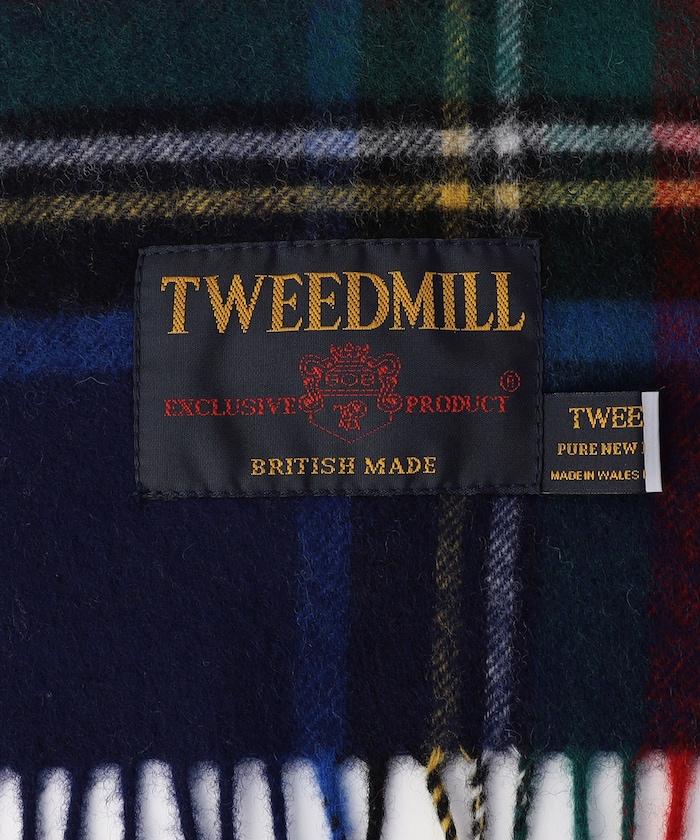 TWEEDMILL
EXCLUSIVE PRODUCT ®
BRITISH MADE
TWEE
PURE NEW
MADE IN WALES